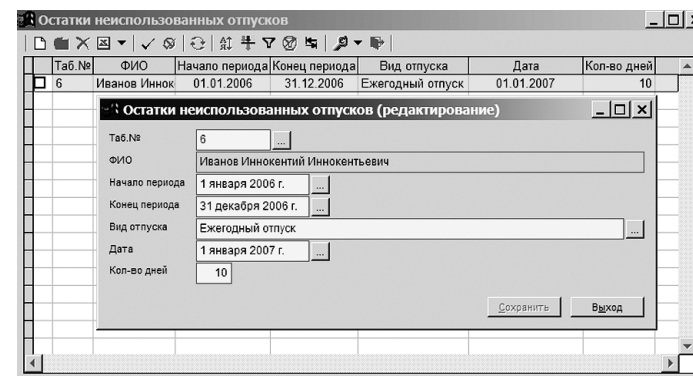 Остатки неиспользованных отпусков
Таб.№ ФИО Начало периода Конец периода Вид отпуска Дата Кол-во дней
6 Иванов Иннок 01.01.2006 31.12.2006 Ежегодный отпуск 01.01.2007 10
Остатки неиспользованных отпусков (редактирование)
Таб.№ 6 ...
ФИО Иванов Иннокентий Иннокентьевич
Начало периода 1 января 2006 г. ...
Конец периода 31 декабря 2006 г. ...
Вид отпуска Ежегодный отпуск ...
Дата 1 января 2007 г. ...
Кол-во дней 10
Сохранить Выход